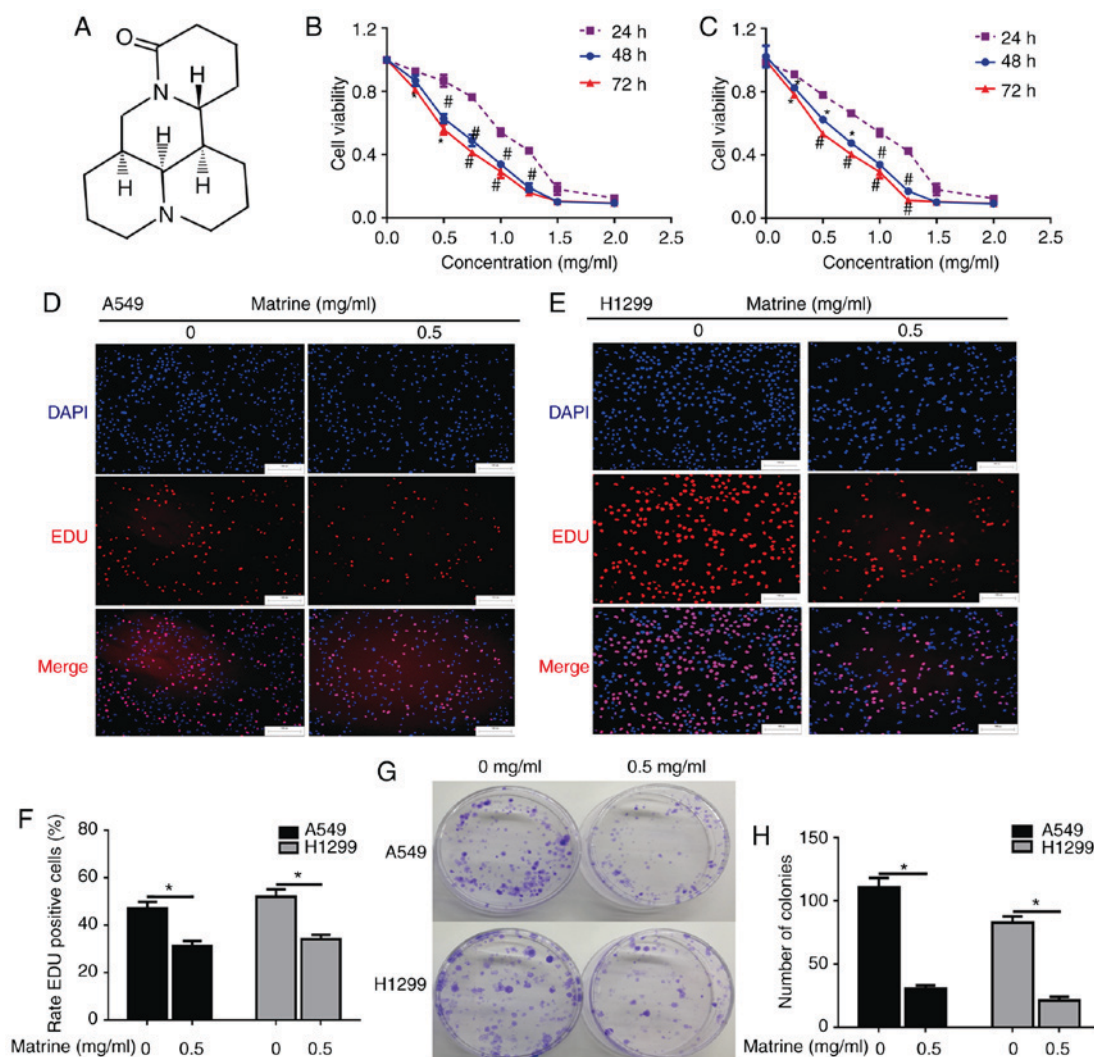 A
O
H
N
H
H
H
N
B
Cell viability
1.2
0.8
0.4
0.0
0.0 0.5 1.0 1.5 2.0 2.5
Concentration (mg/ml)
24 h
48 h
72 h
*
#
*
#
#
#
#
#
C
Cell viability
1.2
0.8
0.4
0.0
0.0 0.5 1.0 1.5 2.0 2.5
Concentration (mg/ml)
24 h
48 h
72 h
*
*
*
*
#
#
#
#
#
#
D
A549 Matrine (mg/ml)
0 0.5
DAPI
EDU
Merge
E
H1299 Matrine (mg/ml)
0 0.5
DAPI
EDU
Merge
F
Rate EDU positive cells (%)
80
60
40
20
0
A549
H1299
*
*
Matrine (mg/ml) 0 0.5 0 0.5
G
0 mg/ml 0.5 mg/ml
A549
H1299
H
Number of colonies
150
100
50
0
A549
H1299
*
*
Matrine (mg/ml) 0 0.5 0 0.5